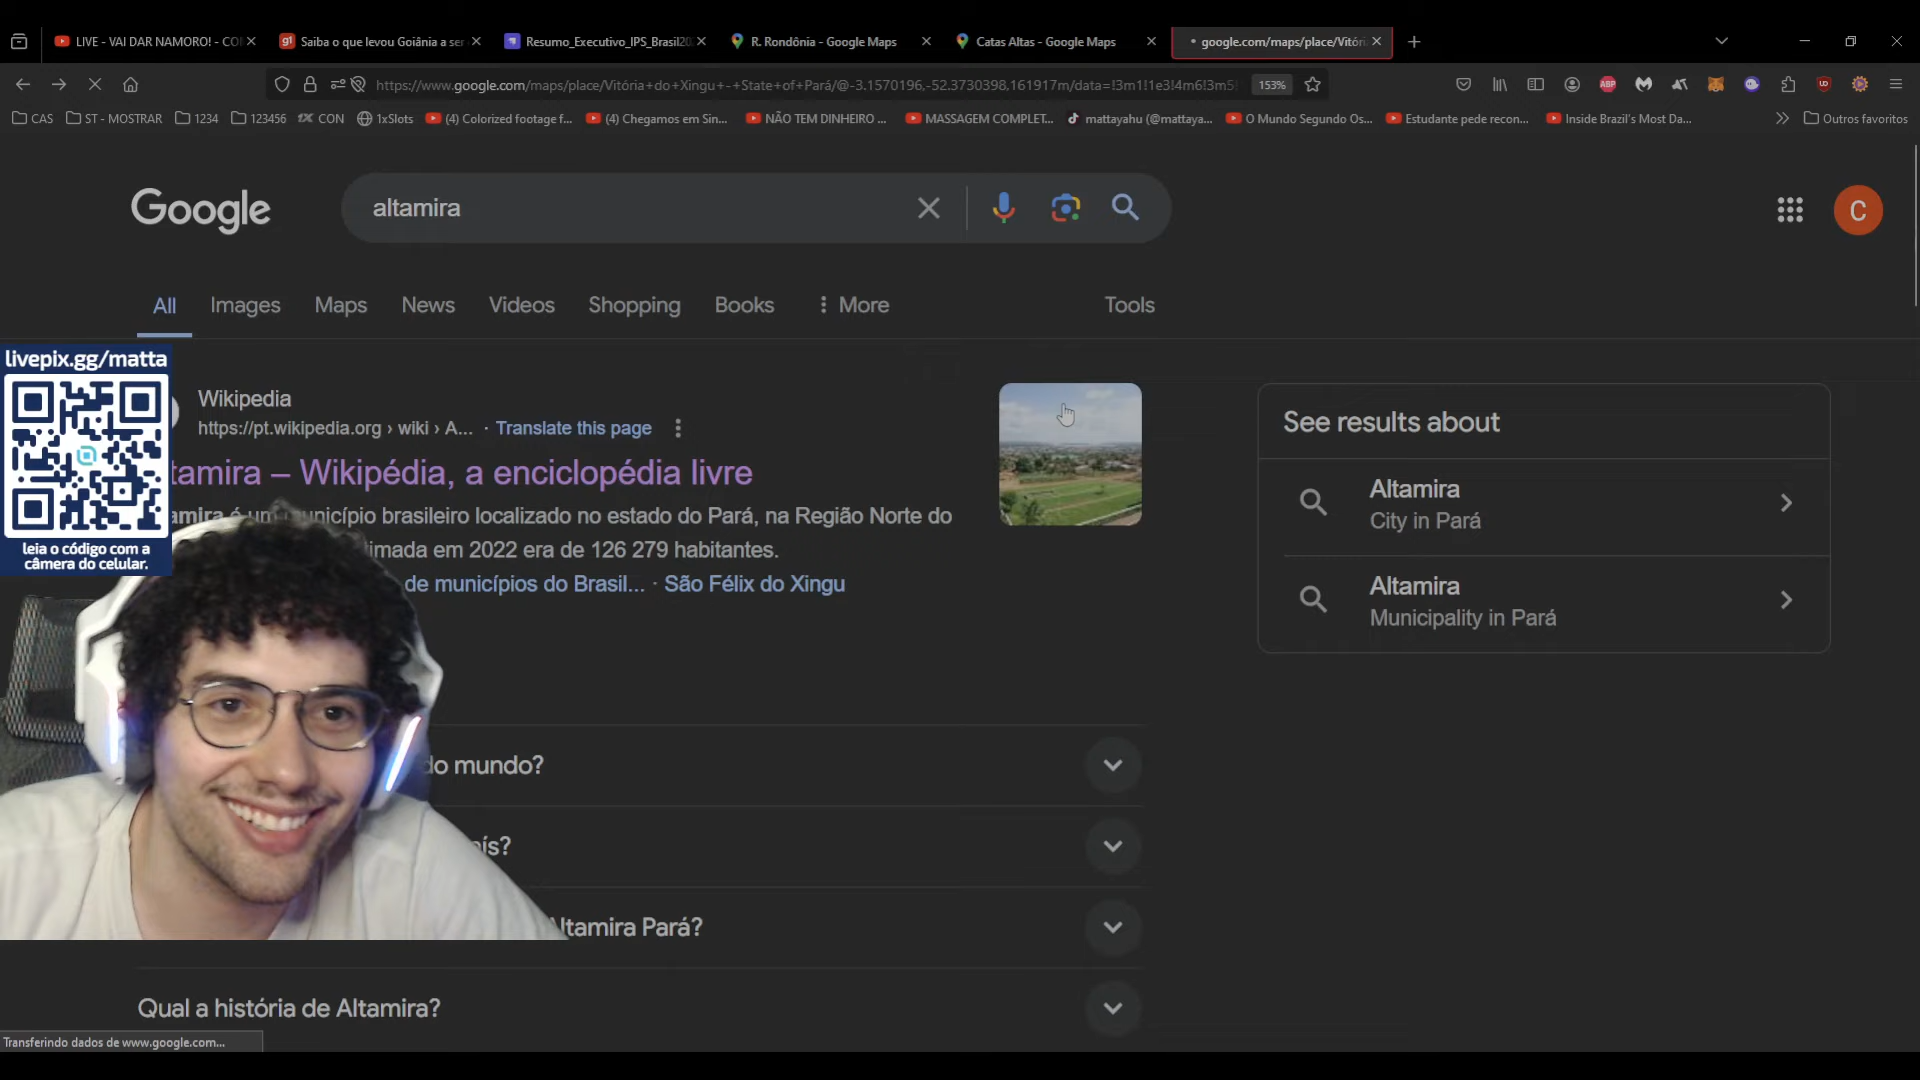 LIVE - VAI DAR NAMORO! - CO
Saiba o que levou Goiânia a ser
Resumo_Executivo_IPS_Brasil20
R. Rondônia - Google Maps
Catas Altas - Google Maps
google.com/maps/place/Vitóri
https://www.google.com/maps/place/Vitória+do+Xingu+-+State+of+Pará/@-3.1570196,-52.3730398,161917m/data=!3m1!1e3!4m6!3m5!
153%
CAS
ST - MOSTRAR
1234
123456
CON
1xSlots
(4) Colorized footage f...
(4) Chegamos em Sin...
NÃO TEM DINHEIRO ...
MASSAGEM COMPLET...
mattayahu (@mattaya...
O Mundo Segundo Os...
Estudante pede recon...
Inside Brazil's Most Da...
Outros favoritos
Google
altamira
C
All
Images
Maps
News
Videos
Shopping
Books
More
Tools
livepix.gg/matta
leia o código com a
câmera do celular.
Wikipedia
https://pt.wikipedia.org › wiki › A... · Translate this page
tamira – Wikipédia, a enciclopédia livre
amira é um município brasileiro localizado no estado do Pará, na Região Norte do
timada em 2022 era de 126 279 habitantes.
de municípios do Brasil... · São Félix do Xingu
See results about
Altamira
City in Pará
Altamira
Municipality in Pará
do mundo?
ís?
ltamira Pará?
Qual a história de Altamira?
Transferindo dados de www.google.com...